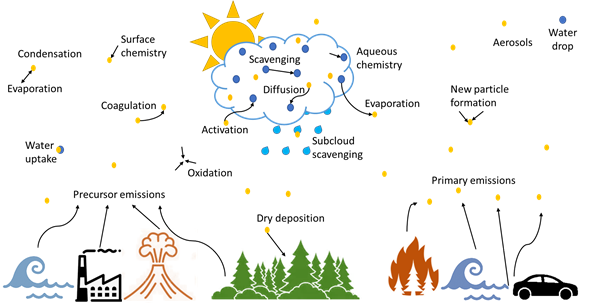 Condensation
Evaporation
Surface
chemistry
Coagulation
Water
uptake
Oxidation
Activation
Scavenging
Diffusion
Aqueous
chemistry
Evaporation
Subcloud
scavenging
Aerosols
Water
drop
New particle
formation
Precursor emissions
Dry deposition
Primary emissions